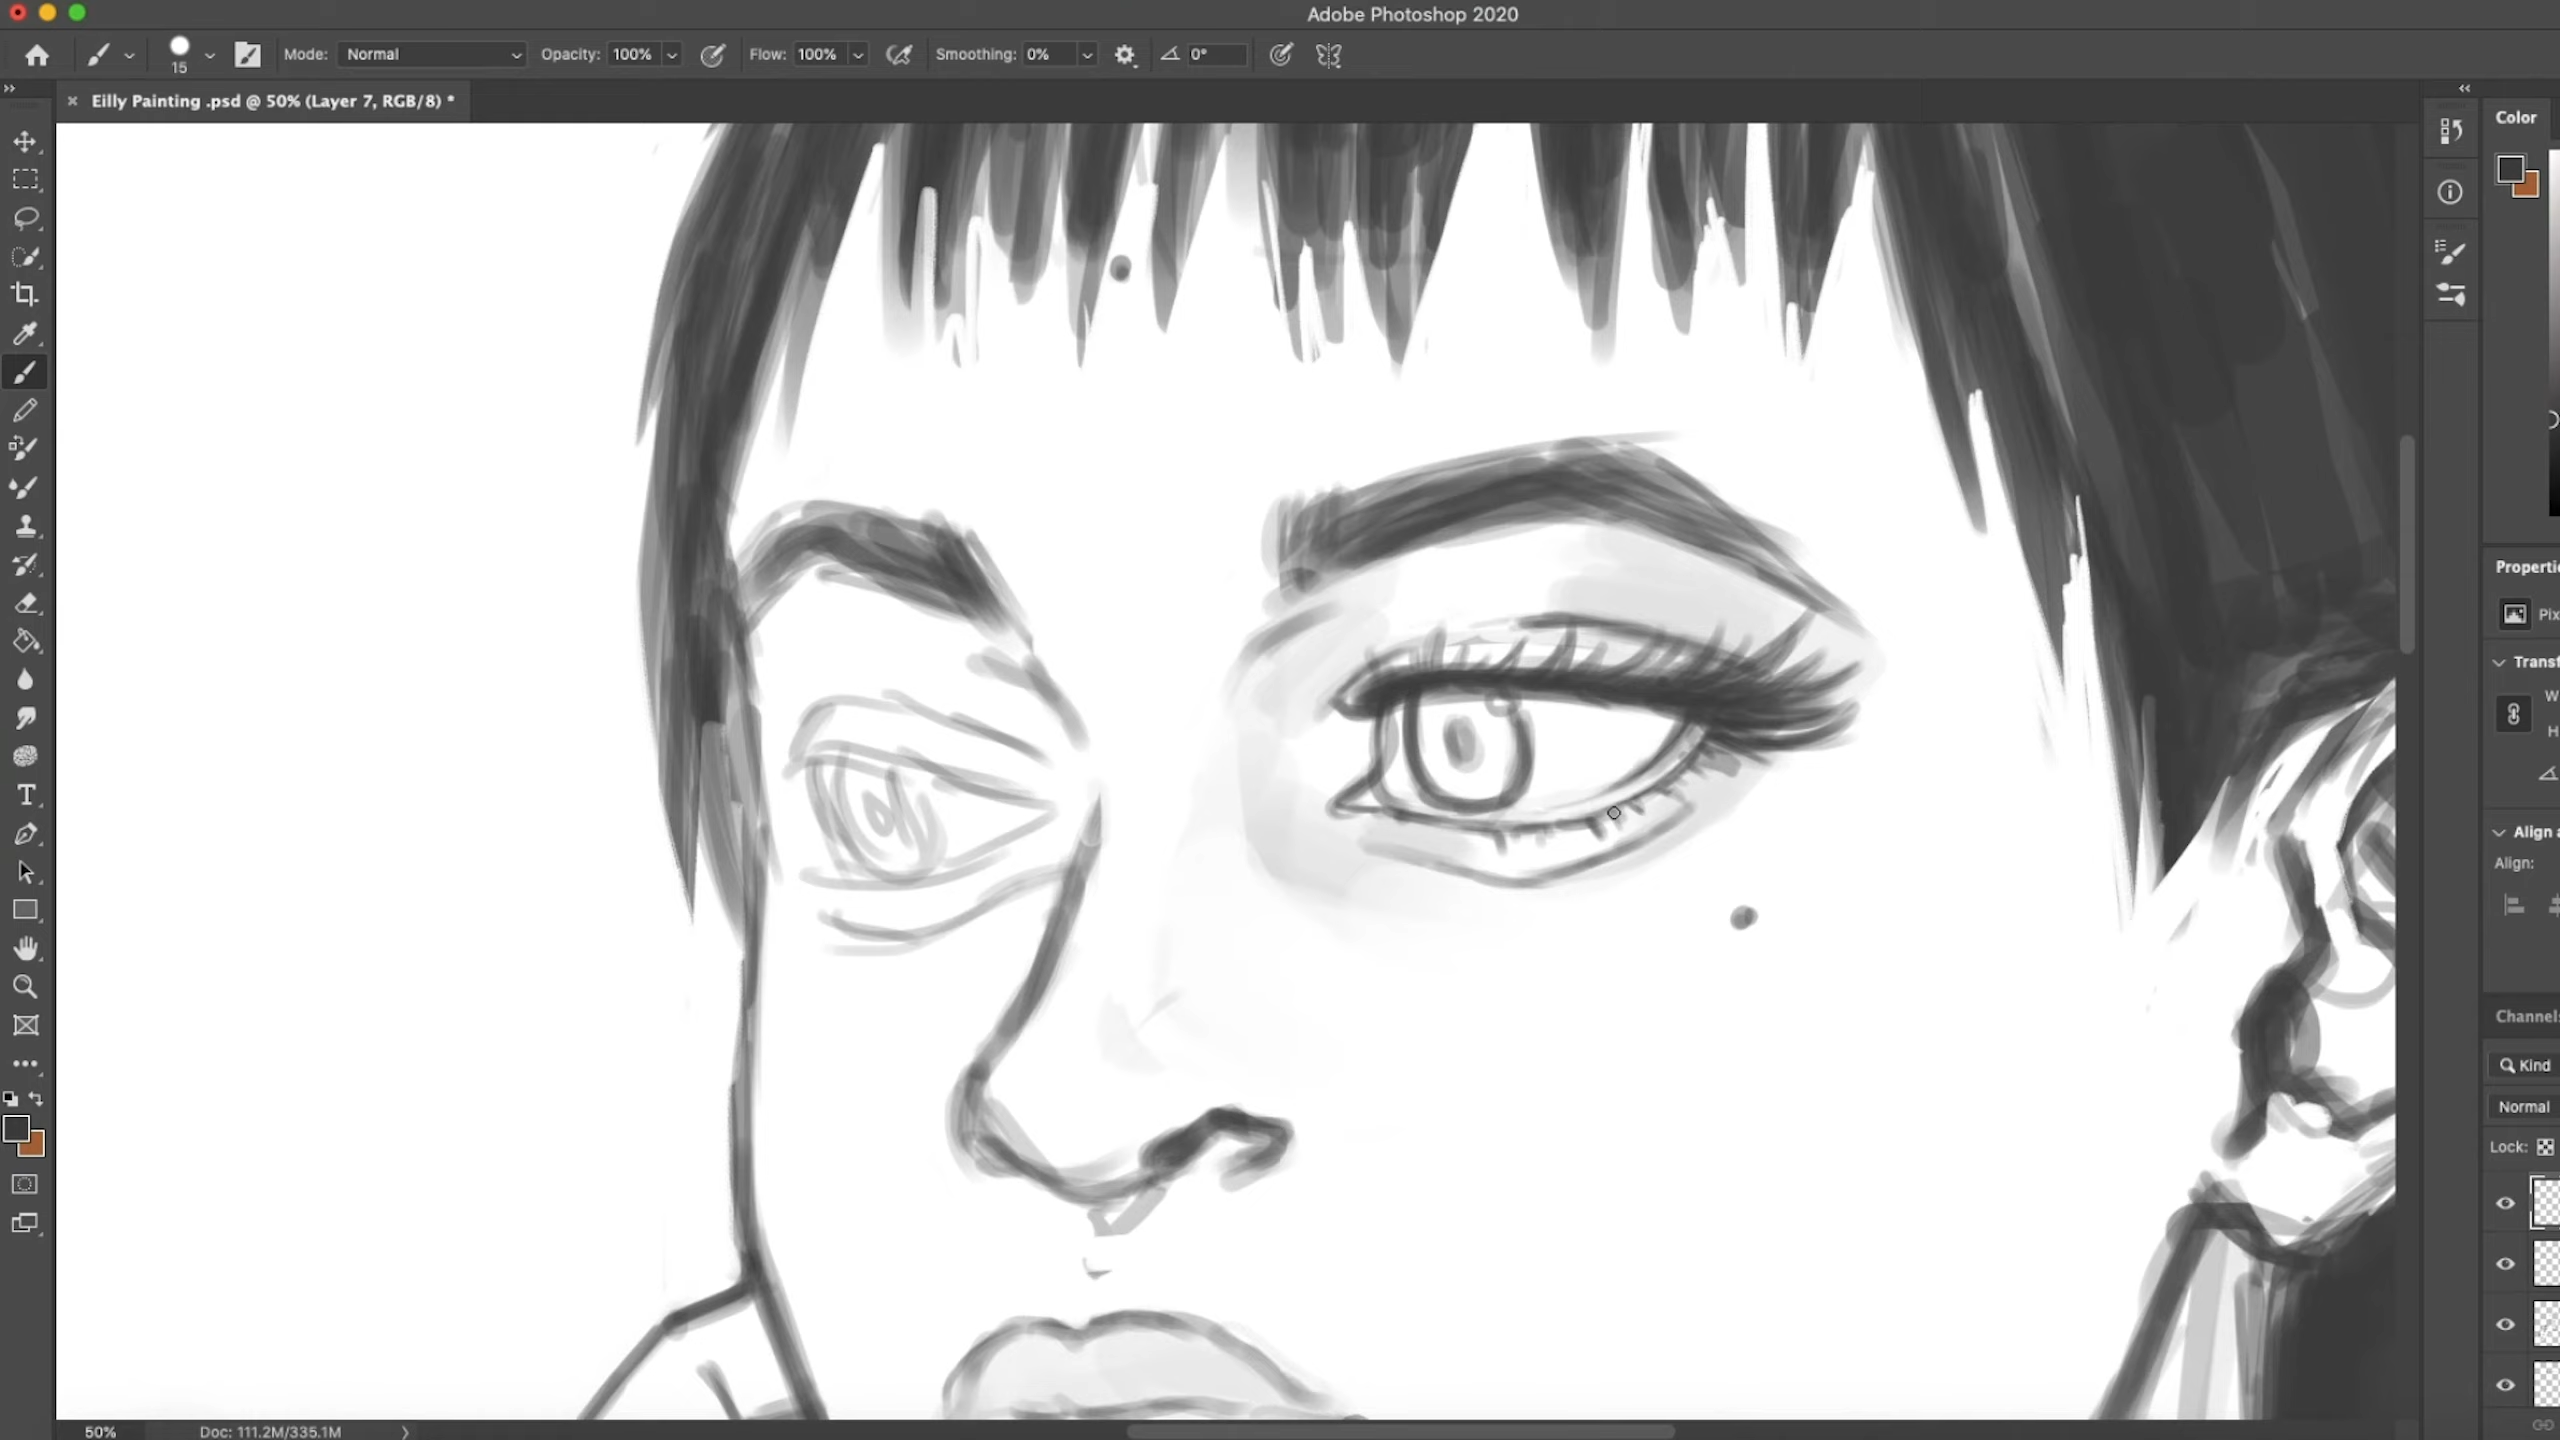 Adobe Photoshop 2020
15
Mode: Normal
Opacity: 100%
Flow: 100%
Smoothing: 0%
0°
× Eilly Painting .psd @ 50% (Layer 7, RGB/8) *
Color
Properti
Pix
Transf
W
H
Align a
Align:
Channel
Kind
Normal
Lock:
50%
Doc: 111.2M/335.1M